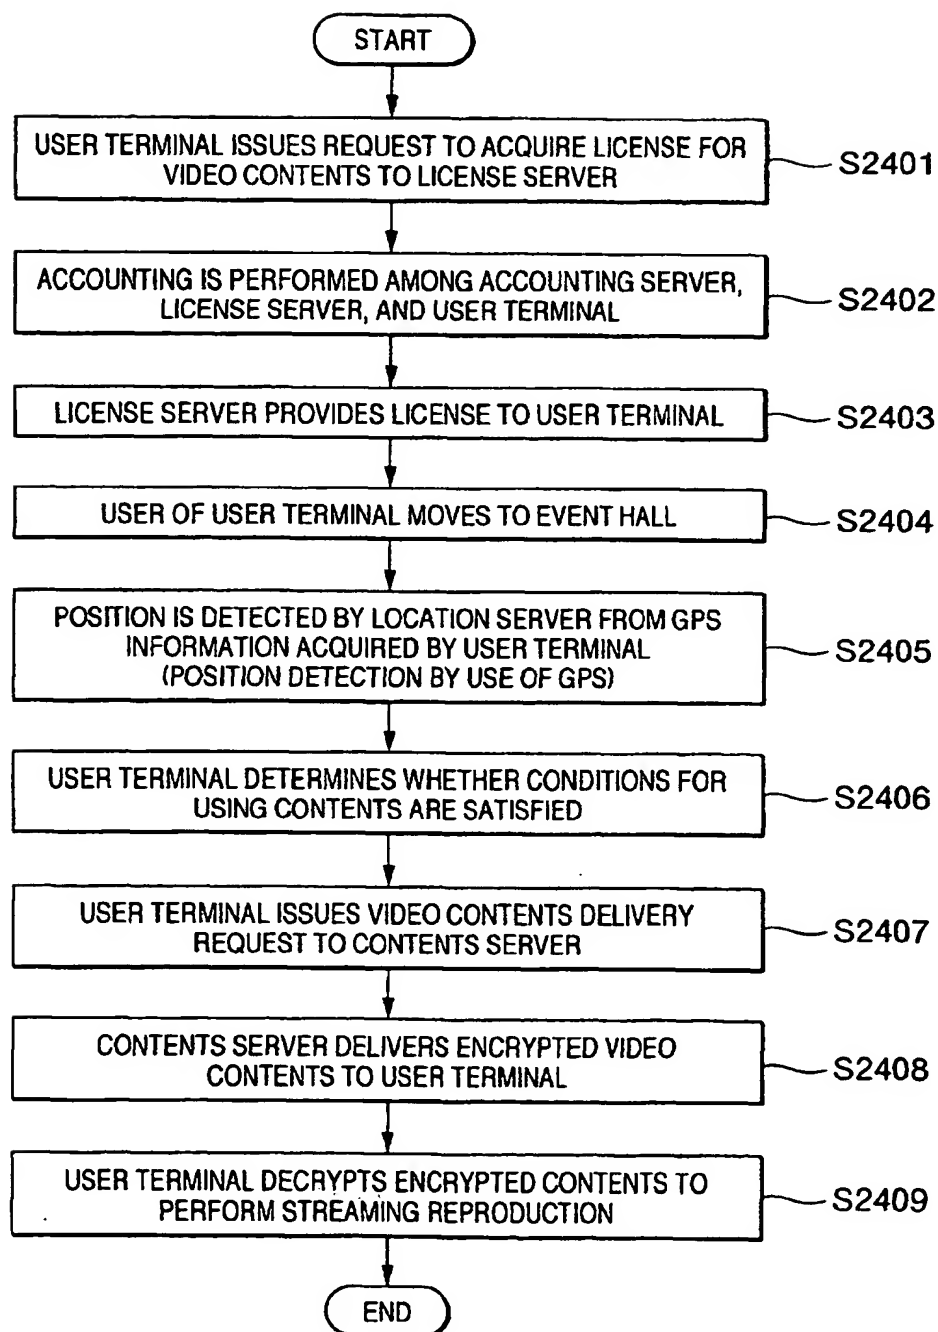 START
USER TERMINAL ISSUES REQUEST TO ACQUIRE LICENSE FOR
VIDEO CONTENTS TO LICENSE SERVER
S2401
ACCOUNTING IS PERFORMED AMONG ACCOUNTING SERVER,
LICENSE SERVER, AND USER TERMINAL
S2402
LICENSE SERVER PROVIDES LICENSE TO USER TERMINAL
S2403
USER OF USER TERMINAL MOVES TO EVENT HALL
S2404
POSITION IS DETECTED BY LOCATION SERVER FROM GPS
INFORMATION ACQUIRED BY USER TERMINAL
(POSITION DETECTION BY USE OF GPS)
S2405
USER TERMINAL DETERMINES WHETHER CONDITIONS FOR
USING CONTENTS ARE SATISFIED
S2406
USER TERMINAL ISSUES VIDEO CONTENTS DELIVERY
REQUEST TO CONTENTS SERVER
S2407
CONTENTS SERVER DELIVERS ENCRYPTED VIDEO
CONTENTS TO USER TERMINAL
S2408
USER TERMINAL DECRYPTS ENCRYPTED CONTENTS TO
PERFORM STREAMING REPRODUCTION
S2409
END